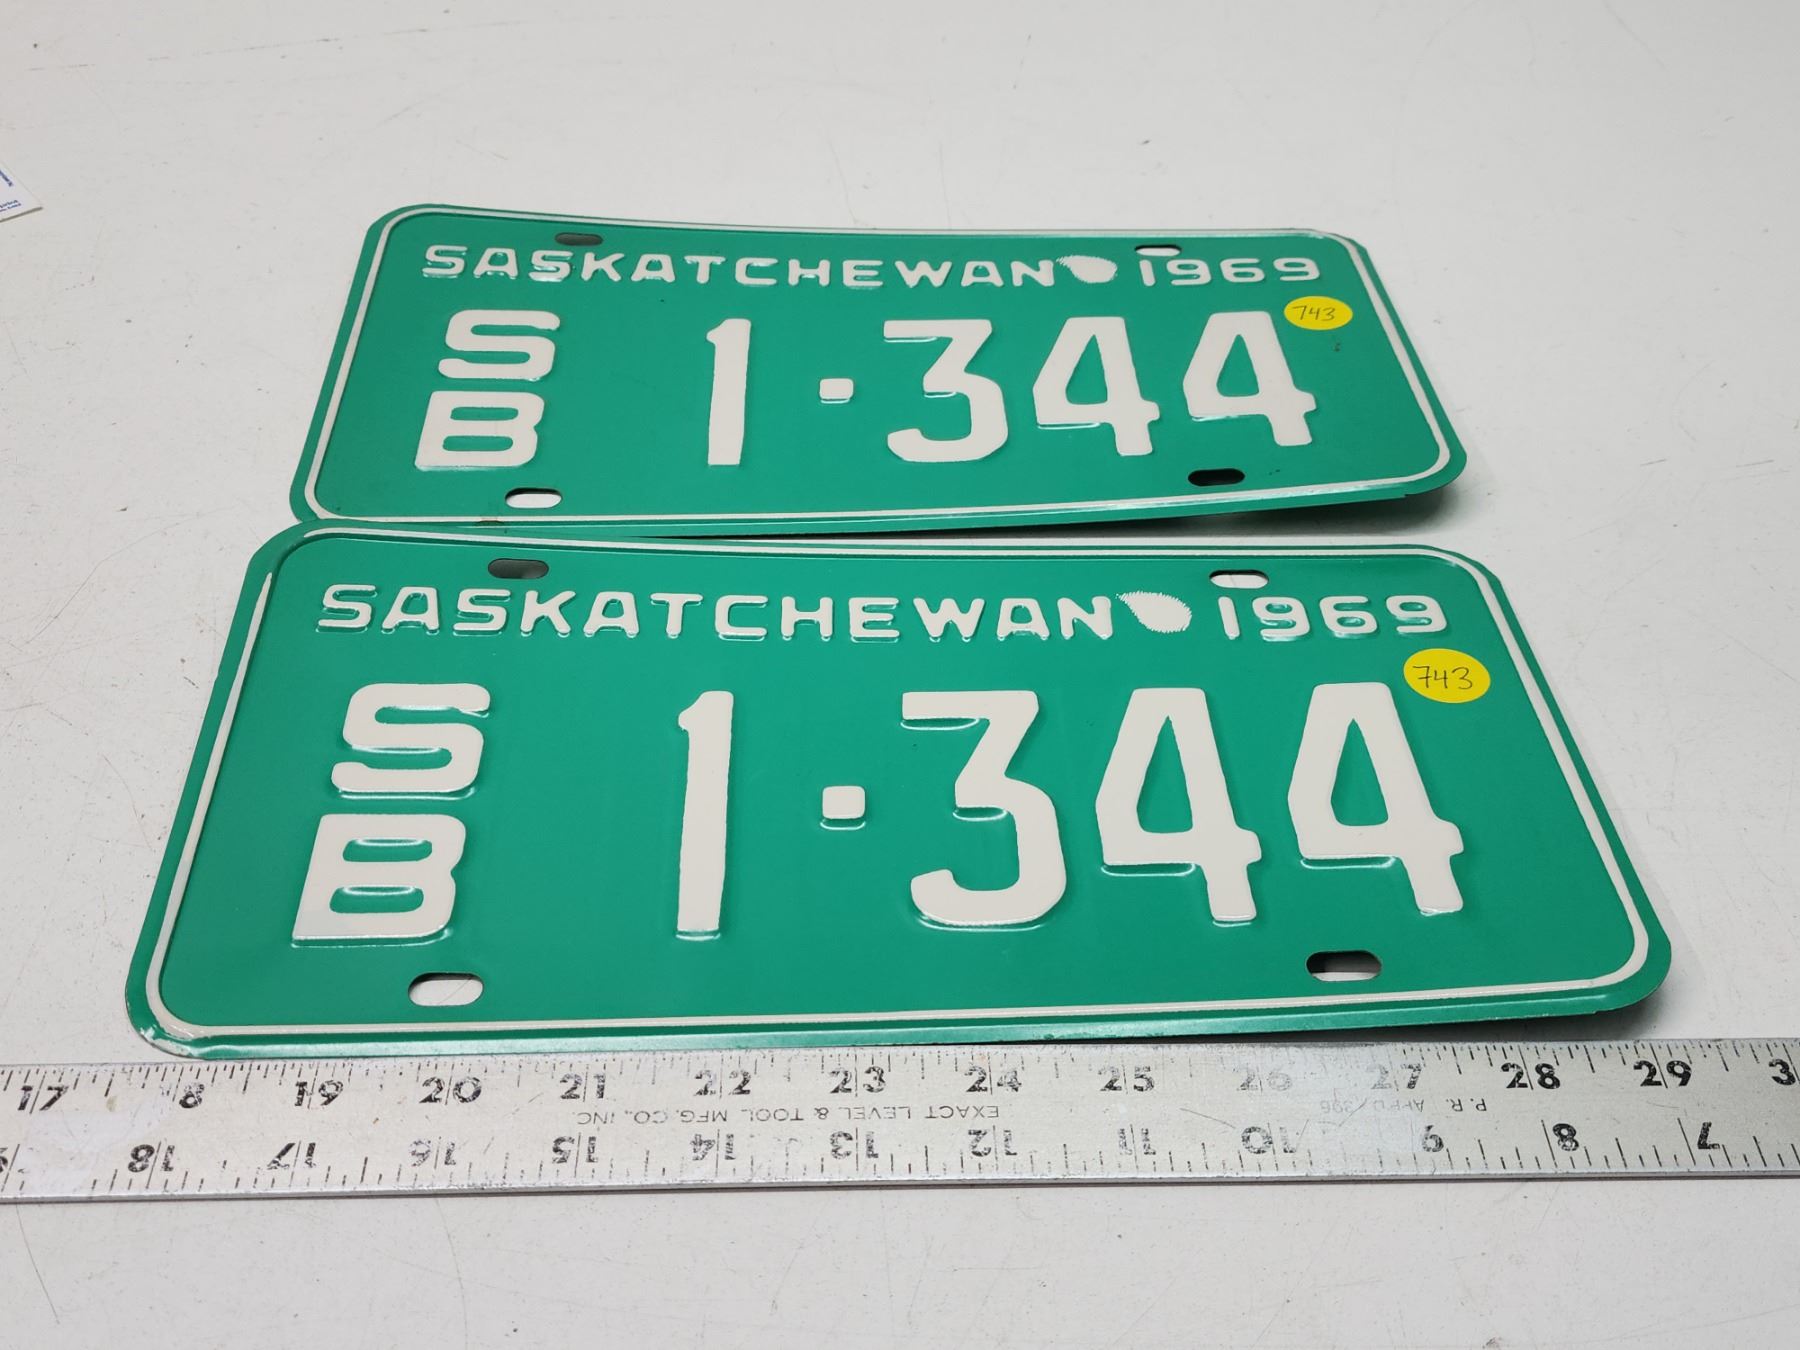 SASKATCHEWAN 1969
743
SB 1·344
SASKATCHEWAN 1969
743
SB 1·344
17 18 19 20 21 22 23 24 25 26 27 28 29 3
EXACT LEVEL & TOOL MFG. CO., INC.
18 17 16 15 14 13 12 11 10 9 8 7